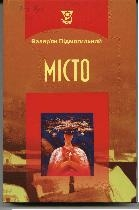 Валер'ян Підмогильний
МІСТО